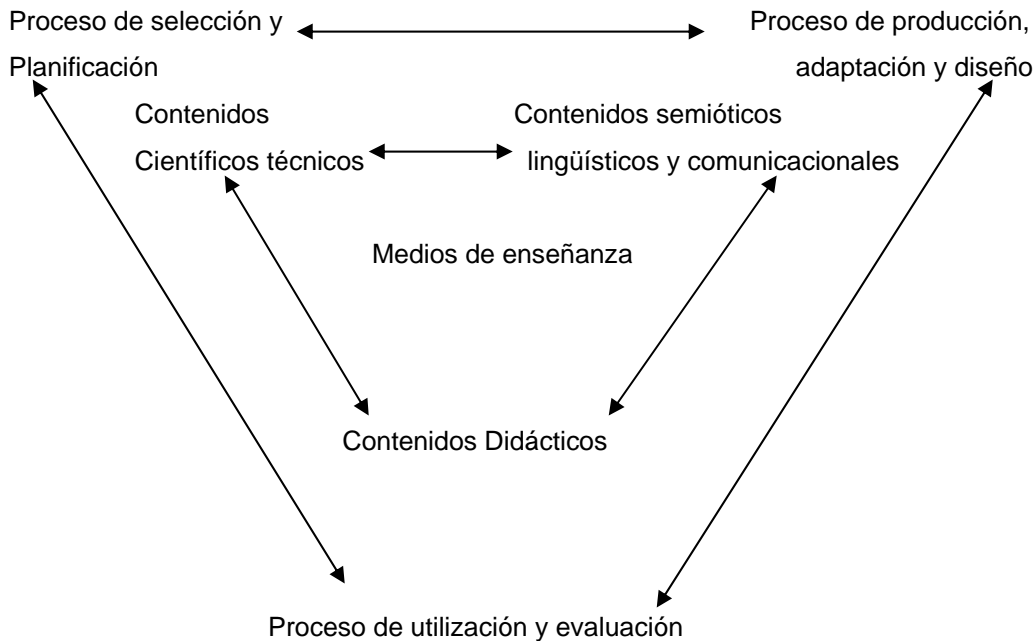 Proceso de selección y
Proceso de producción,
Planificación
adaptación y diseño
Contenidos
Contenidos semióticos
Científicos técnicos
lingüísticos y comunicacionales
Medios de enseñanza
Contenidos Didácticos
Proceso de utilización y evaluación